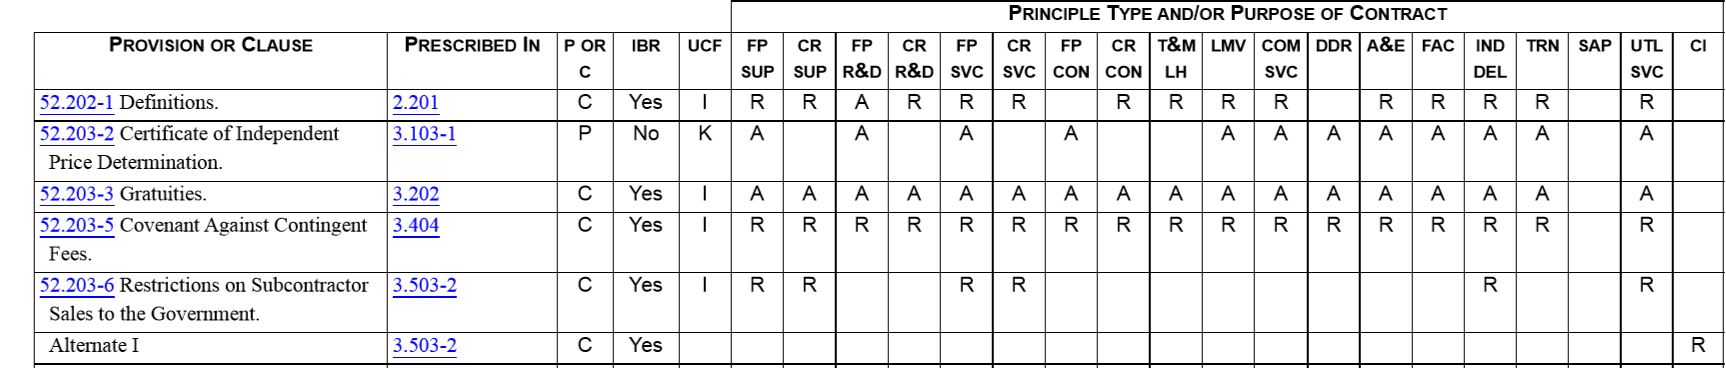 PRINCIPLE TYPE AND/OR PURPOSE OF CONTRACT
PROVISION OR CLAUSE PRESCRIBED IN P OR C IBR UCF FP SUP CR SUP FP R&D CR R&D FP SVC CR SVC FP CON CR CON T&M LH LMV COM SVC DDR A&E FAC IND DEL TRN SAP UTL SVC CI
52.202-1 Definitions. 2.201 C Yes I R R A R R R R R R R R R R R R
52.203-2 Certificate of Independent 3.103-1 P No K A A A A A A A A A A A A
Price Determination.
52.203-3 Gratuities. 3.202 C Yes I A A A A A A A A A A A A A A A A A
52.203-5 Covenant Against Contingent 3.404 C Yes I R R R R R R R R R R R R R R R R R
Fees.
52.203-6 Restrictions on Subcontractor 3.503-2 C Yes I R R R R R R
Sales to the Government.
Alternate I 3.503-2 C Yes R